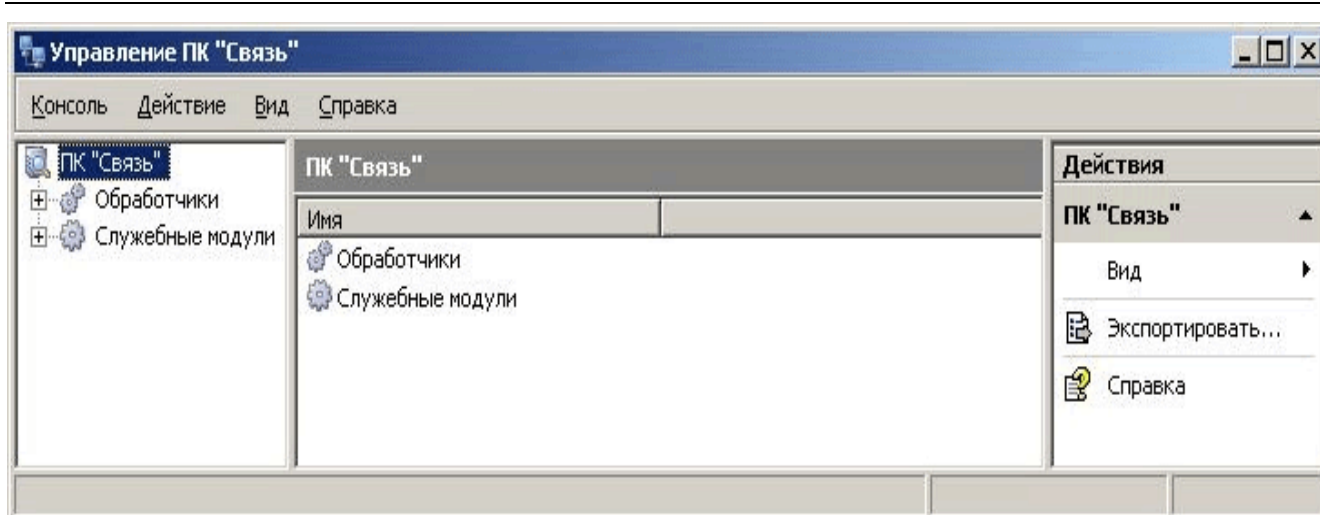 Управление ПК "Связь"
Консоль Действие Вид Справка
ПК "Связь"
Обработчики
Служебные модули
ПК "Связь"
Имя
Обработчики
Служебные модули
Действия
ПК "Связь"
Вид
Экспортировать...
Справка